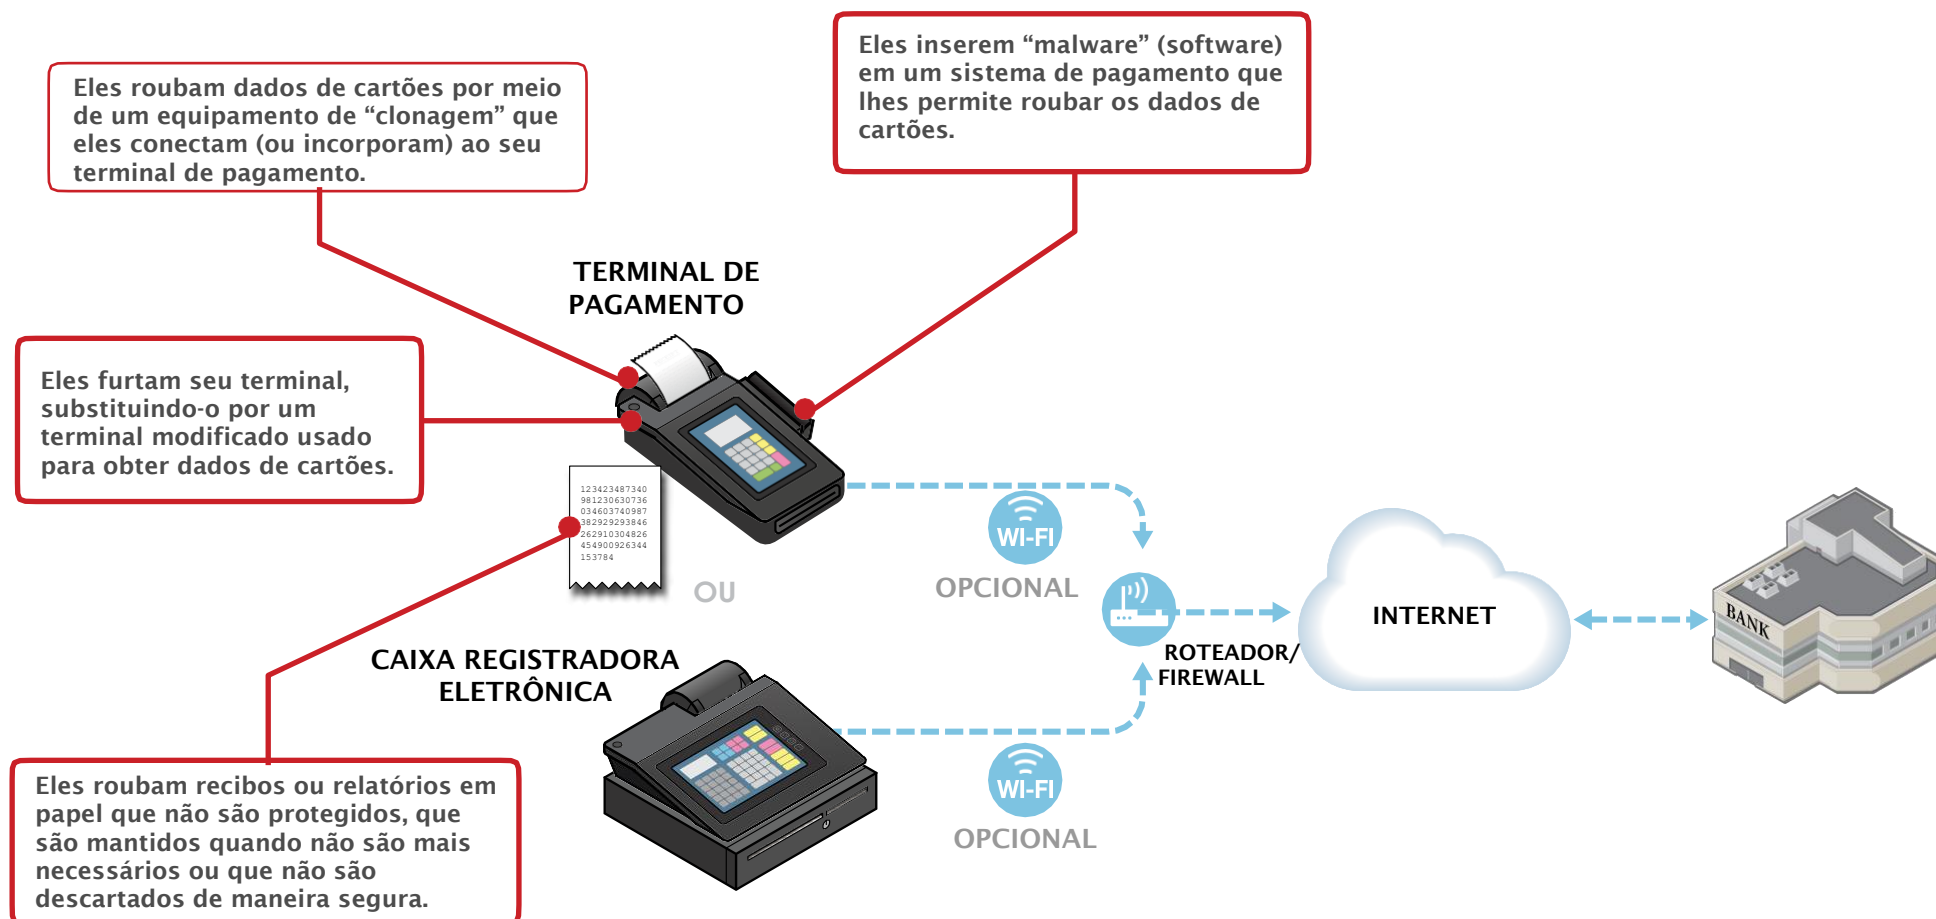 Eles inserem “malware” (software)
em um sistema de pagamento que
lhes permite roubar os dados de
cartões.
Eles roubam dados de cartões por meio
de um equipamento de “clonagem” que
eles conectam (ou incorporam) ao seu
terminal de pagamento.
TERMINAL DE
PAGAMENTO
Eles furtam seu terminal,
substituindo-o por um
terminal modificado usado
para obter dados de cartões.
123423487340
981230630736
034603740987
382929293846
262910304826
454900926344
153784
OU
WI-FI
OPCIONAL
INTERNET
BANK
ROTEADOR/
FIREWALL
CAIXA REGISTRADORA
ELETRÔNICA
WI-FI
OPCIONAL
Eles roubam recibos ou relatórios em
papel que não são protegidos, que
são mantidos quando não são mais
necessários ou que não são
descartados de maneira segura.